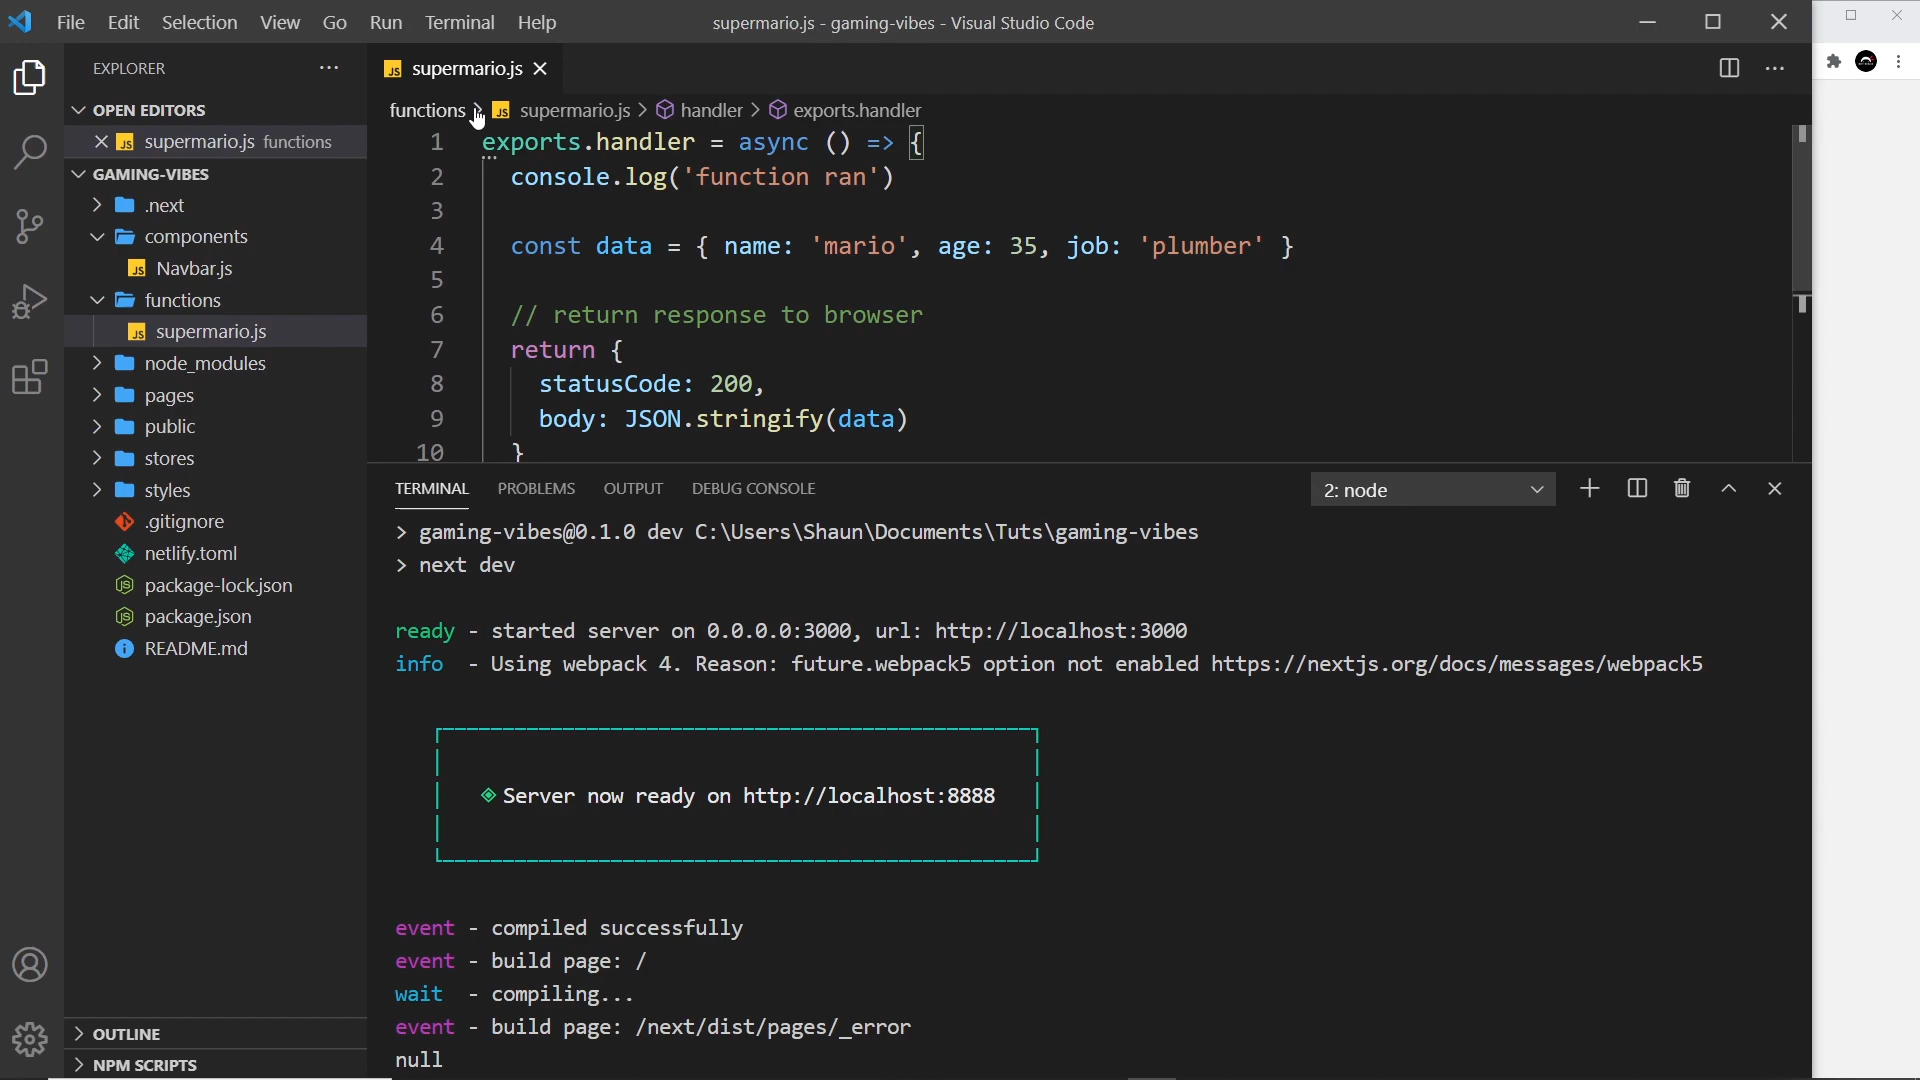 File Edit Selection View Go Run Terminal Help
supermario.js - gaming-vibes - Visual Studio Code
EXPLORER
OPEN EDITORS
supermario.js functions
GAMING-VIBES
.next
components
Navbar.js
functions
supermario.js
node_modules
pages
public
stores
styles
.gitignore
netlify.toml
package-lock.json
package.json
README.md
OUTLINE
NPM SCRIPTS
supermario.js
functions > supermario.js > handler > exports.handler
1 exports.handler = async () => {
2 console.log('function ran')
3
4 const data = { name: 'mario', age: 35, job: 'plumber' }
5
6 // return response to browser
7 return {
8 statusCode: 200,
9 body: JSON.stringify(data)
10 }
TERMINAL PROBLEMS OUTPUT DEBUG CONSOLE
2: node
> gaming-vibes@0.1.0 dev C:\Users\Shaun\Documents\Tuts\gaming-vibes
> next dev
ready - started server on 0.0.0.0:3000, url: http://localhost:3000
info - Using webpack 4. Reason: future.webpack5 option not enabled https://nextjs.org/docs/messages/webpack5
Server now ready on http://localhost:8888
event - compiled successfully
event - build page: /
wait - compiling...
event - build page: /next/dist/pages/_error
null